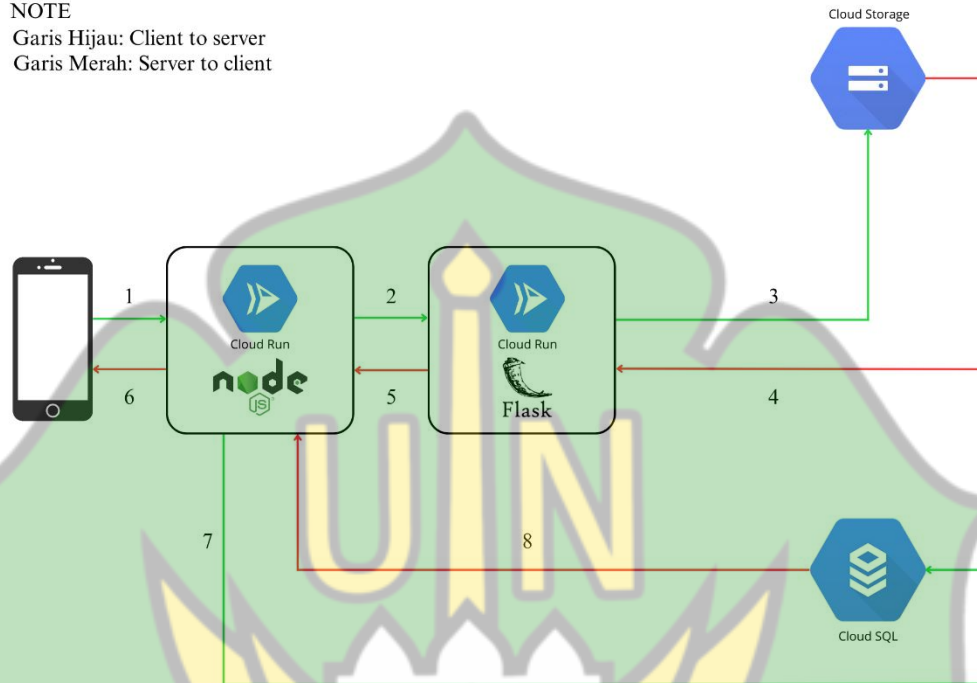 NOTE
Garis Hijau: Client to server
Garis Merah: Server to client
Cloud Storage
1
2
3
Cloud Run
Cloud Run
node
JS
Flask
6
5
4
7
8
UIN
Cloud SQL